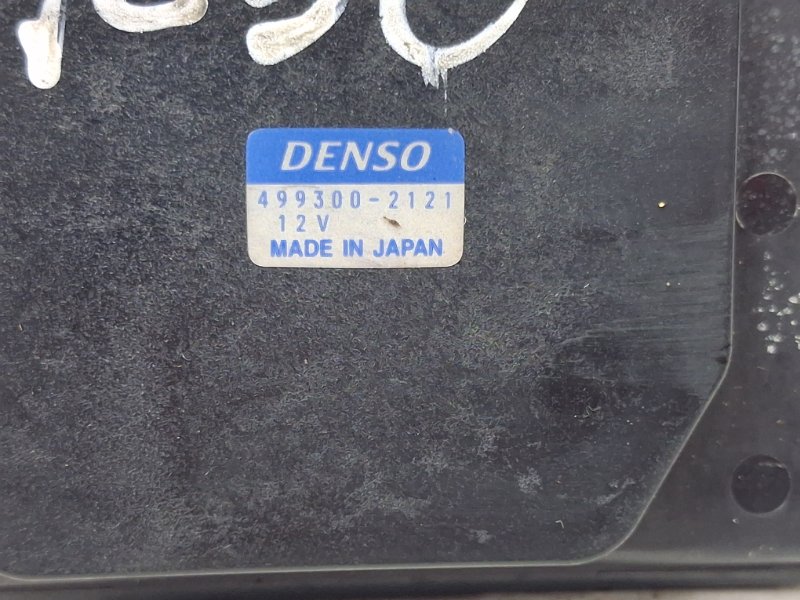 DENSO
499300-2121
12V
MADE IN JAPAN